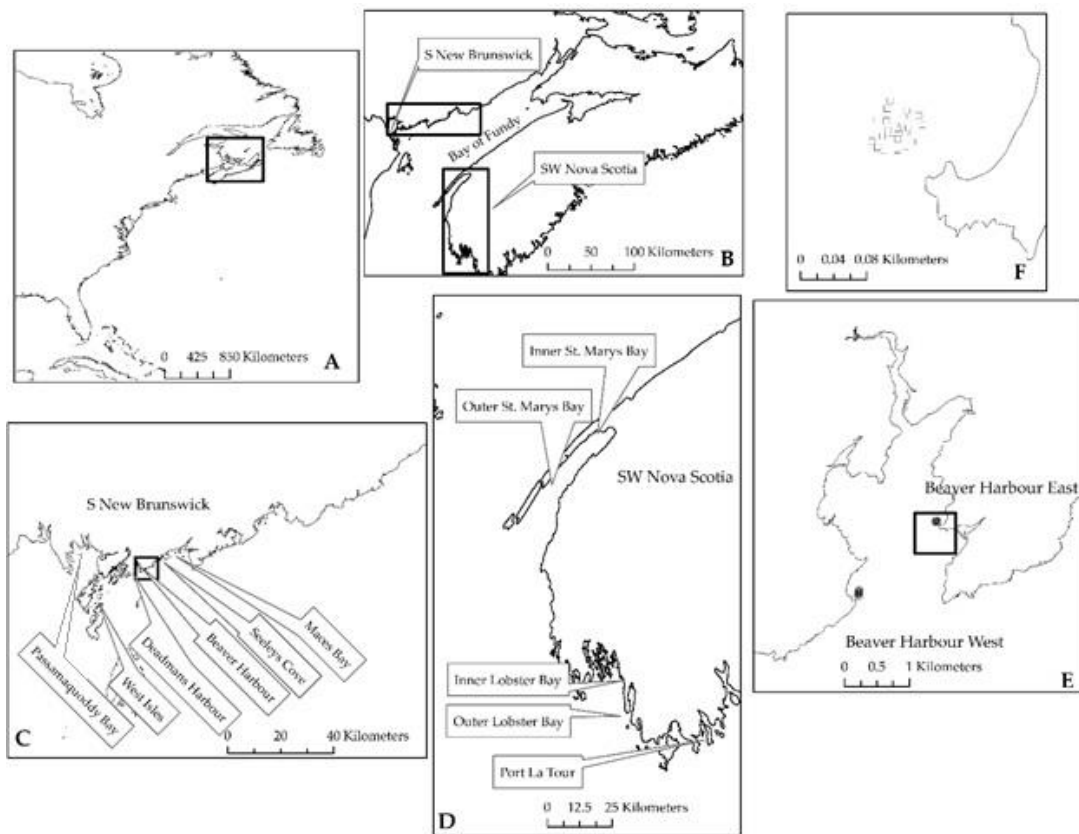 0 425 850 Kilometers
A
S New Brunswick
Bay of Fundy
SW Nova Scotia
0 50 100 Kilometers
B
S New Brunswick
Passamaquoddy Bay
West Isles
Deadmans Harbour
Beaver Harbour
Seeleys Cove
Maces Bay
0 20 40 Kilometers
C
Inner St. Marys Bay
Outer St. Marys Bay
SW Nova Scotia
Inner Lobster Bay
Outer Lobster Bay
Port La Tour
0 12.5 25 Kilometers
D
Beaver Harbour East
Beaver Harbour West
0 0.5 1 Kilometers
E
0 0.04 0.08 Kilometers
F